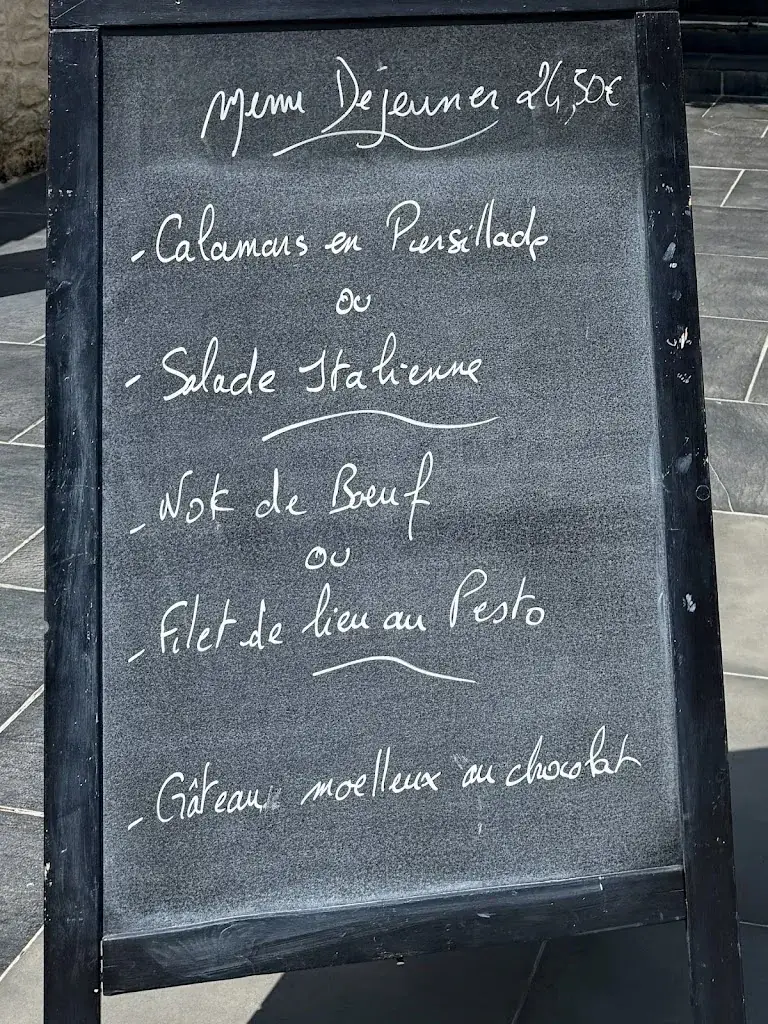 Menu Déjeuner 24,50€
- Calamars en Persillade
ou
- Salade Italienne
- Wok de Boeuf
ou
- Filet de lieu au Pesto
- Gâteau moelleux au chocolat